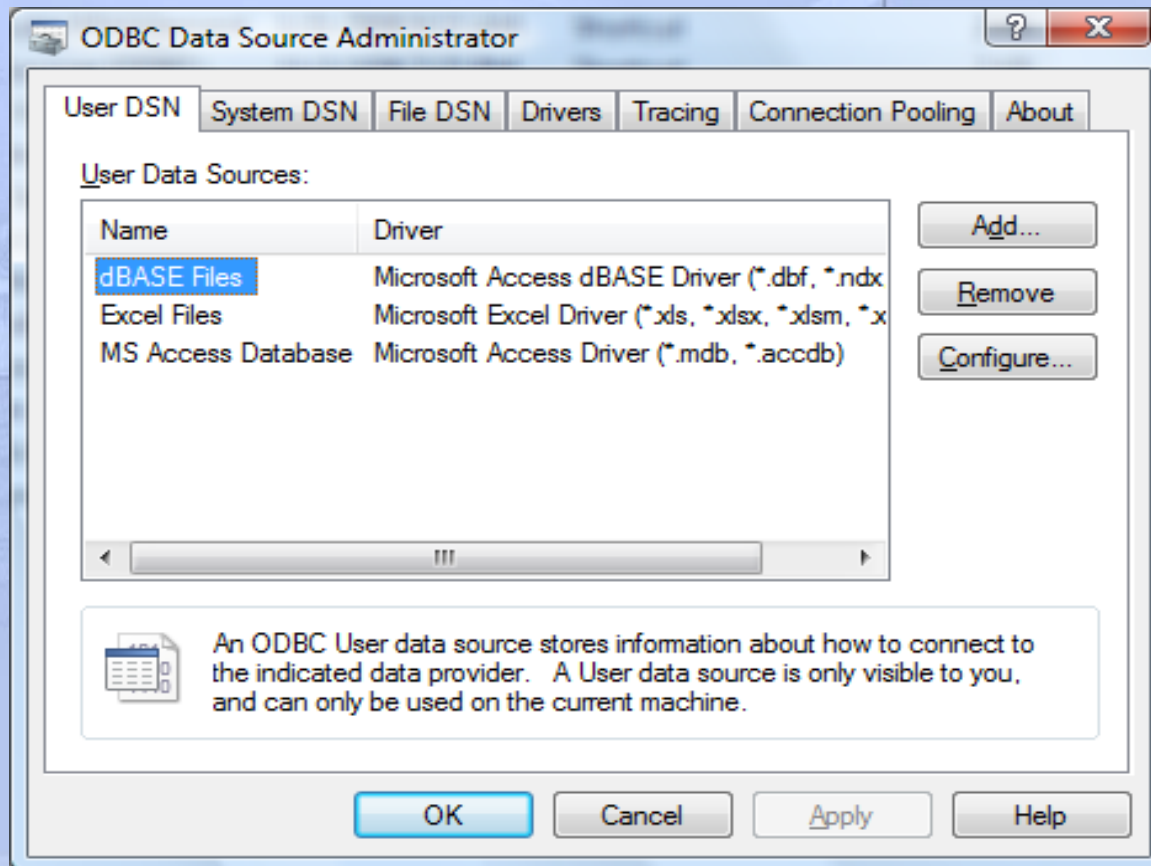 ODBC Data Source Administrator
User DSN System DSN File DSN Drivers Tracing Connection Pooling About
User Data Sources:
Name Driver
dBASE Files Microsoft Access dBASE Driver (*.dbf, *.ndx
Excel Files Microsoft Excel Driver (*.xls, *.xlsx, *.xlsm, *.x
MS Access Database Microsoft Access Driver (*.mdb, *.accdb)
Add...
Remove
Configure...
An ODBC User data source stores information about how to connect to
the indicated data provider. A User data source is only visible to you,
and can only be used on the current machine.
OK Cancel Apply Help